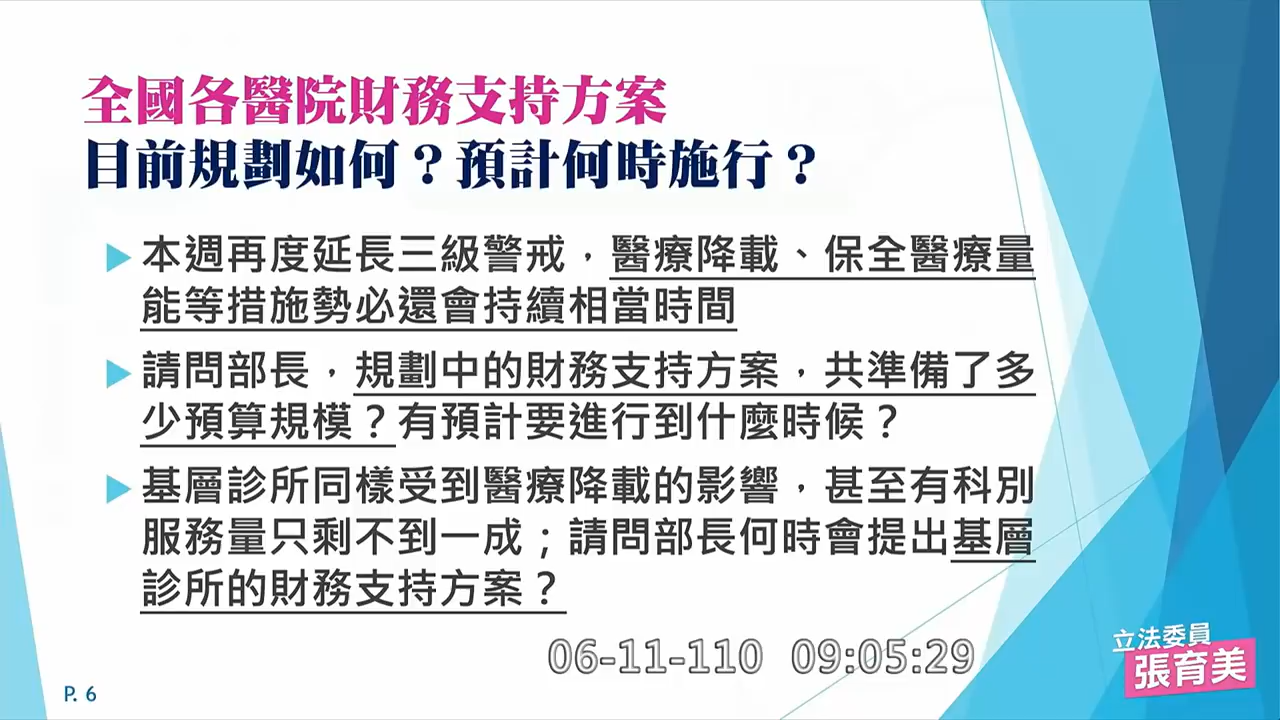 全國各醫院財務支持方案
目前規劃如何？預計何時施行？
本週再度延長三級警戒，醫療降載、保全醫療量
能等措施勢必還會持續相當時間
請問部長，規劃中的財務支持方案，共準備了多
少預算規模？有預計要進行到什麼時候？
基層診所同樣受到醫療降載的影響，甚至有科別
服務量只剩不到一成；請問部長何時會提出基層
診所的財務支持方案？
06-11-110 09:05:29
立法委員
張育美
P. 6